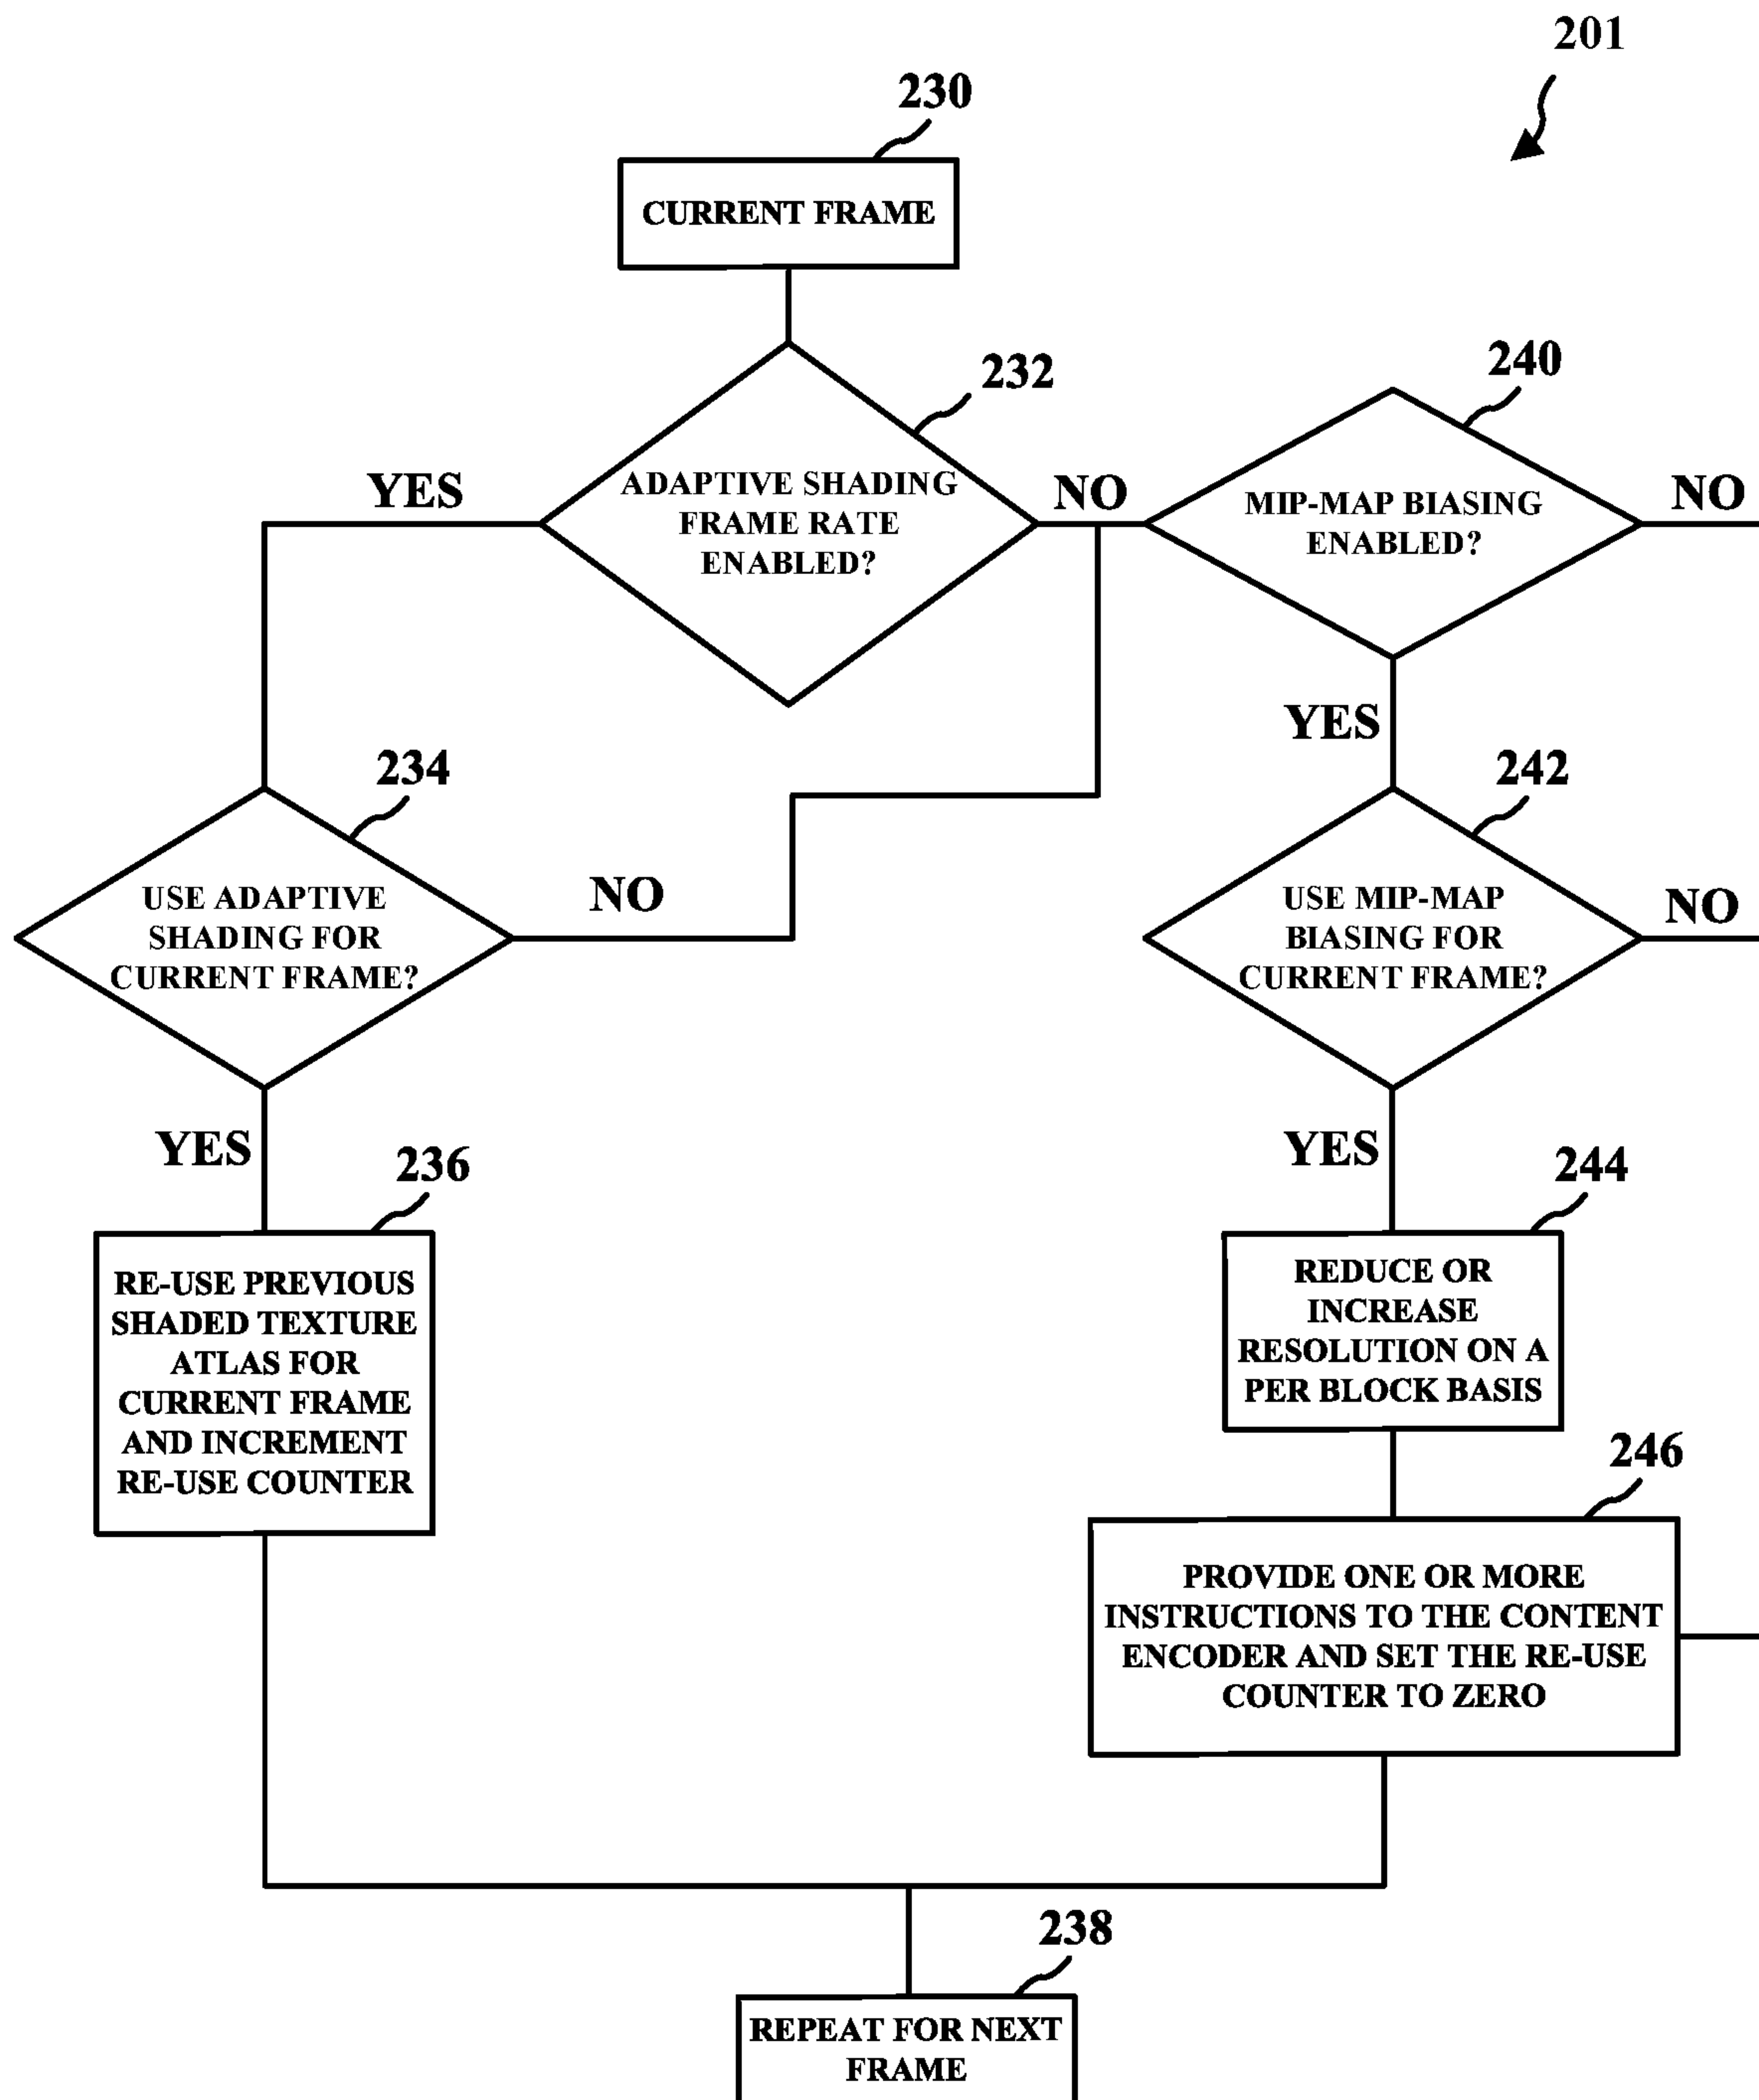 201
230
CURRENT FRAME
232
ADAPTIVE SHADING
FRAME RATE
ENABLED?
YES
NO
240
MIP-MAP BIASING
ENABLED?
NO
YES
234
USE ADAPTIVE
SHADING FOR
CURRENT FRAME?
NO
242
USE MIP-MAP
BIASING FOR
CURRENT FRAME?
NO
YES
236
RE-USE PREVIOUS
SHADED TEXTURE
ATLAS FOR
CURRENT FRAME
AND INCREMENT
RE-USE COUNTER
YES
244
REDUCE OR
INCREASE
RESOLUTION ON A
PER BLOCK BASIS
246
PROVIDE ONE OR MORE
INSTRUCTIONS TO THE CONTENT
ENCODER AND SET THE RE-USE
COUNTER TO ZERO
238
REPEAT FOR NEXT
FRAME